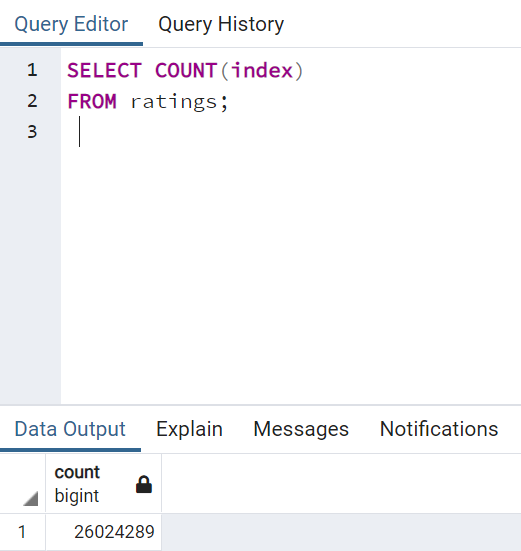 Query Editor Query History
1 SELECT COUNT(index)
2 FROM ratings;
3
Data Output Explain Messages Notifications
count
bigint
1 26024289